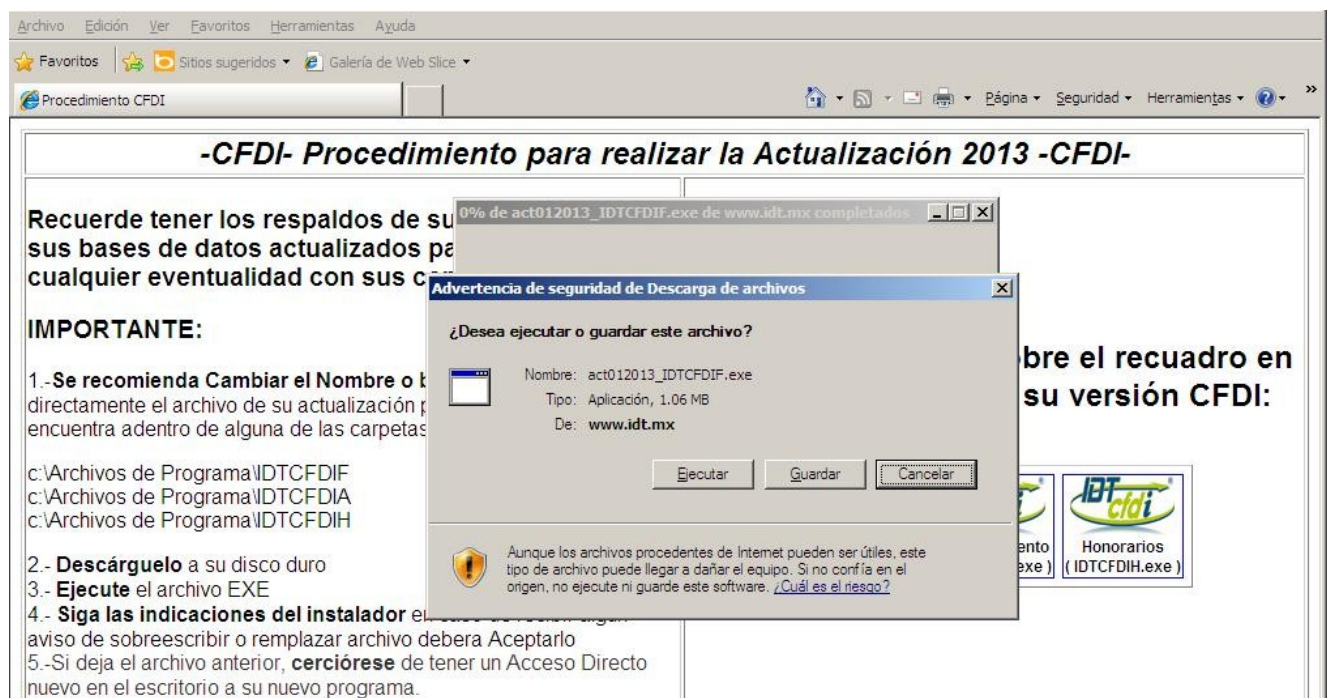 Archivo Edición Ver Favoritos Herramientas Ayuda
Favoritos Sitios sugeridos Galería de Web Slice
Procedimiento CFDI
Página Seguridad Herramientas »
-CFDI- Procedimiento para realizar la Actualización 2013 -CFDI-
Recuerde tener los respaldos de su
sus bases de datos actualizados pa
cualquier eventualidad con sus
IMPORTANTE:
1.-Se recomienda Cambiar el Nombre o
directamente el archivo de su actualización
encuentra adentro de alguna de las carpetas
c:\Archivos de Programa\IDTCFDIF
c:\Archivos de Programa\IDTCFDIA
c:\Archivos de Programa\IDTCFDIH
2.- Descárguelo a su disco duro
3.- Ejecute el archivo EXE
4.- Siga las indicaciones del instalador
aviso de sobreescribir o remplazar archivo debera Aceptarlo
5.-Si deja el archivo anterior, cerciórese de tener un Acceso Directo
nuevo en el escritorio a su nuevo programa.
0% de act012013_IDTCFDIF.exe de www.idt.mx completados
Advertencia de seguridad de Descarga de archivos
¿Desea ejecutar o guardar este archivo?
Nombre: act012013_IDTCFDIF.exe
Tipo: Aplicación, 1.06 MB
De: www.idt.mx
Ejecutar Guardar Cancelar
Aunque los archivos procedentes de Internet pueden ser útiles, este
tipo de archivo puede llegar a dañar el equipo. Si no confía en el
origen, no ejecute ni guarde este software. ¿Cuál es el riesgo?
bre el recuadro en
su versión CFDI:
IDT
cfdi
ento
exe )
Honorarios
( IDTCFDIH.exe )